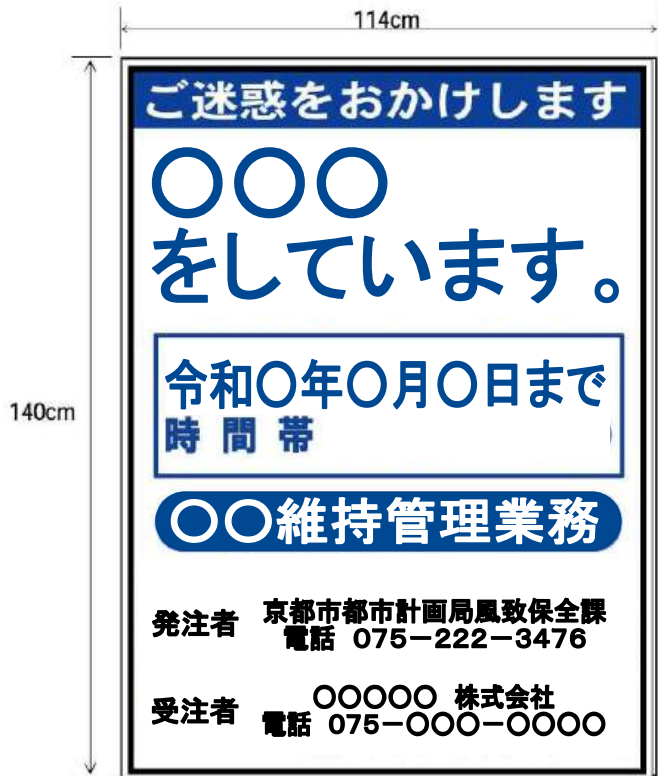 114cm
ご迷惑をおかけします
〇〇〇
をしています。
140cm
令和〇年〇月〇日まで
時間帯
〇〇維持管理業務
発注者 京都市都市計画局風致保全課
電話 075－222－3476
受注者 〇〇〇〇〇 株式会社
電話 075－〇〇〇－〇〇〇〇